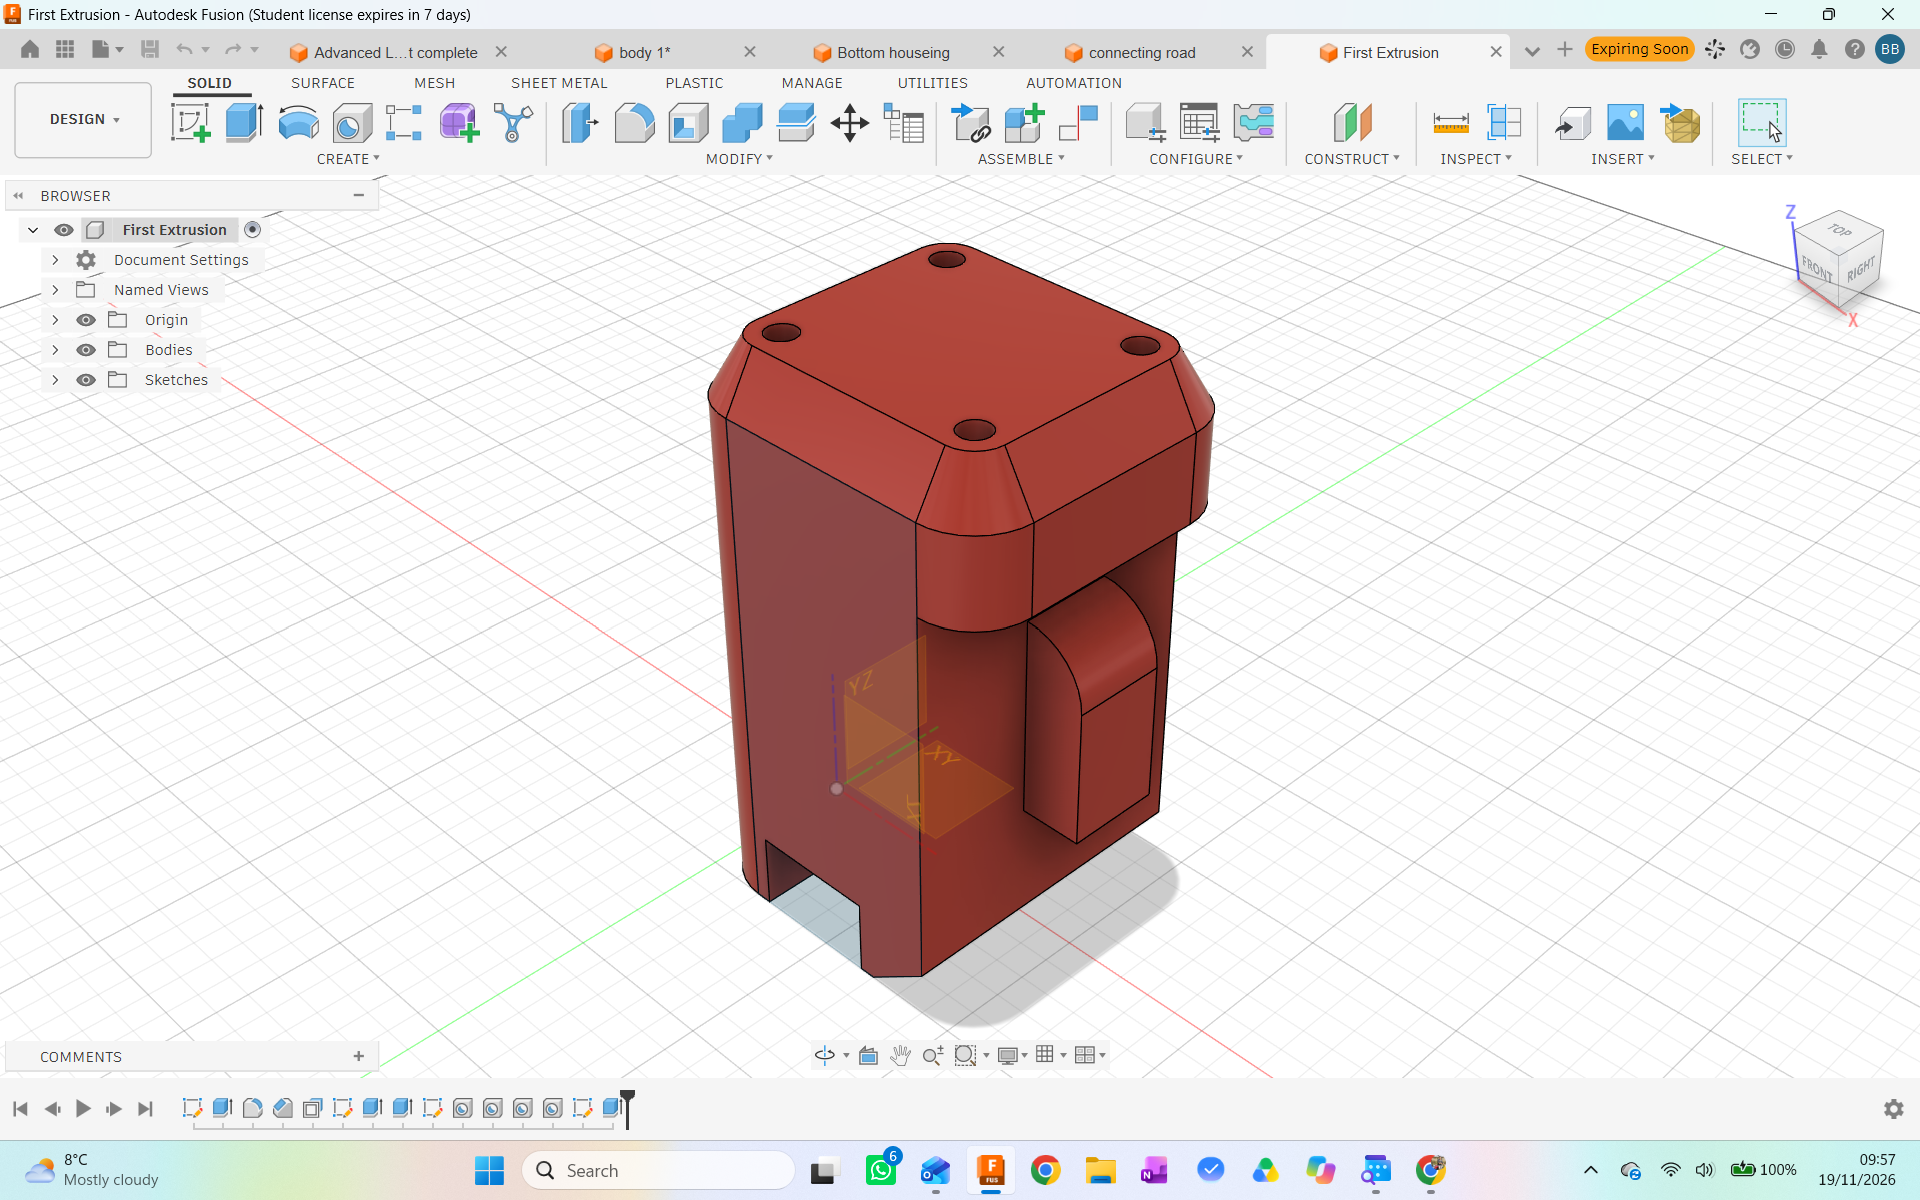 First Extrusion - Autodesk Fusion (Student license expires in 7 days)
Advanced L...t complete
body 1*
Bottom houseing
connecting road
First Extrusion
Expiring Soon
BB
DESIGN
SOLID
SURFACE
MESH
SHEET METAL
PLASTIC
MANAGE
UTILITIES
AUTOMATION
CREATE
MODIFY
ASSEMBLE
CONFIGURE
CONSTRUCT
INSPECT
INSERT
SELECT
BROWSER
First Extrusion
Document Settings
Named Views
Origin
Bodies
Sketches
Z
TOP
FRONT
RIGHT
X
YZ
XY
COMMENTS
8°C
Mostly cloudy
Search
6
FUS
100%
09:57
19/11/2026